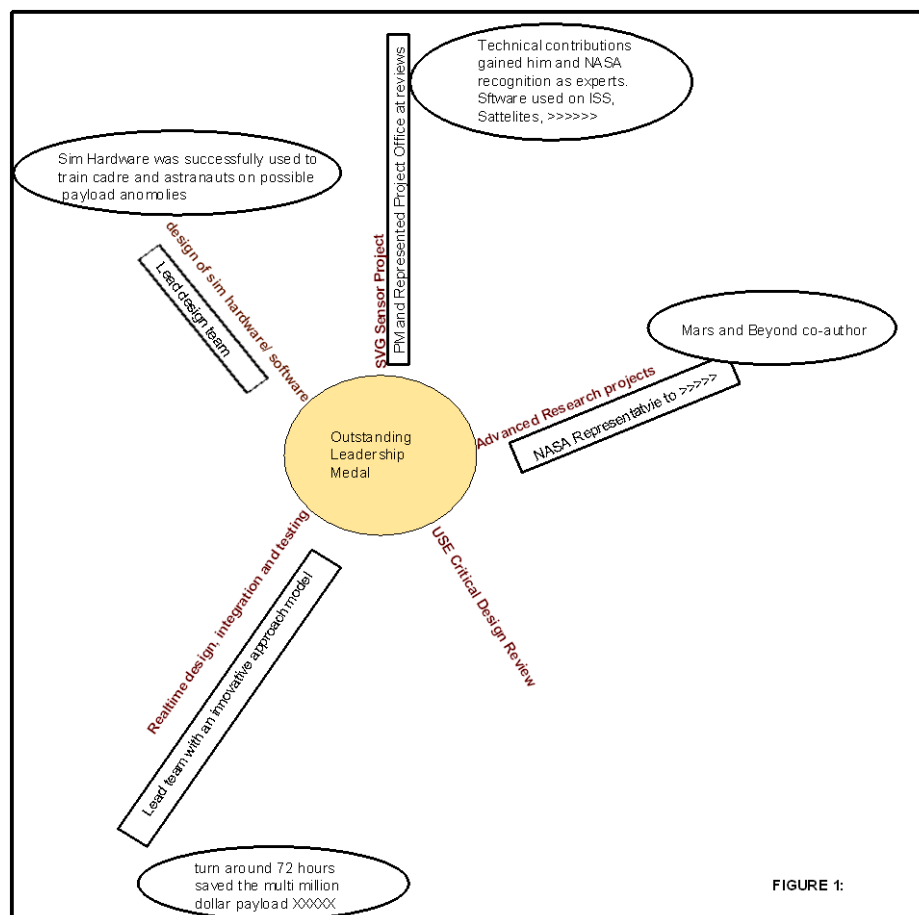 Technical contributions
gained him and NASA
recognition as experts.
Sftware used on ISS,
Sattelites, >>>>>>
PM and Represented Project Office at reviews
SVG Sensor Project
Sim Hardware was successfully used to
train cadre and astranauts on possible
payload anomolies
design of sim hardware/ software
Lead design team
Mars and Beyond co-author
Advanced Research projects
NASA Representatvie to >>>>>
Outstanding
Leadership
Medal
USE Critical Design Review
Realtime design, integration and testing
Lead team with an innovative approach model
turn around 72 hours
saved the multi million
dollar payload XXXXX
FIGURE 1: